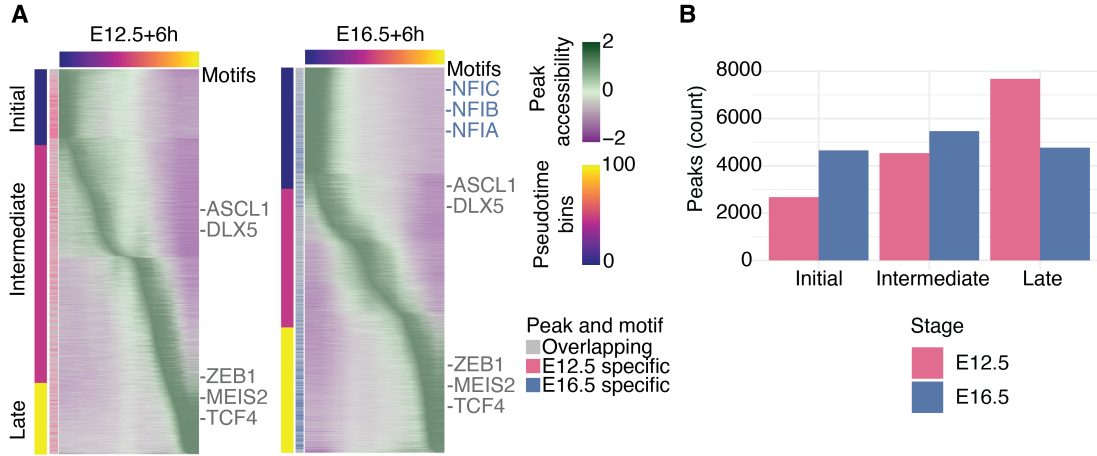 A
E12.5+6h
Initial
Intermediate
Late
Motifs
-ASCL1
-DLX5
-ZEB1
-MEIS2
-TCF4
E16.5+6h
Motifs
-NFIC
-NFIB
-NFIA
-ASCL1
-DLX5
-ZEB1
-MEIS2
-TCF4
Peak
accessibility
2
0
−2
Pseudotime
bins
100
0
Peak and motif
Overlapping
E12.5 specific
E16.5 specific
B
Peaks (count)
8000
6000
4000
2000
0
Initial
Intermediate
Late
Stage
E12.5
E16.5